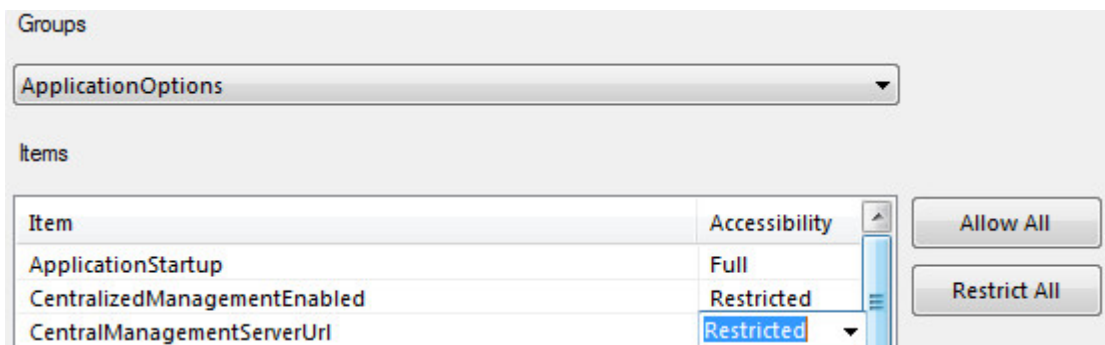 Groups
ApplicationOptions
Items
Item Accessibility
Allow All
ApplicationStartup Full
CentralizedManagementEnabled Restricted
Restrict All
CentralManagementServerUrl Restricted